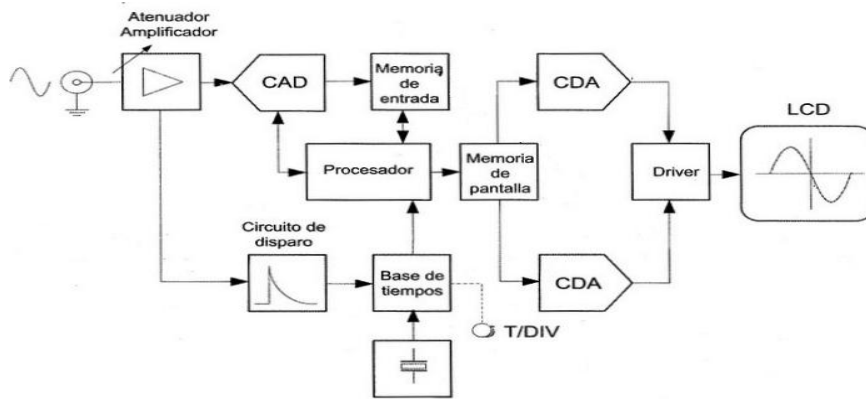 Atenuador
Amplificador
CAD
Memoria
de
entrada
CDA
LCD
Procesador
Memoria
de
pantalla
Driver
Circuito de
disparo
Base de
tiempos
CDA
T/DIV